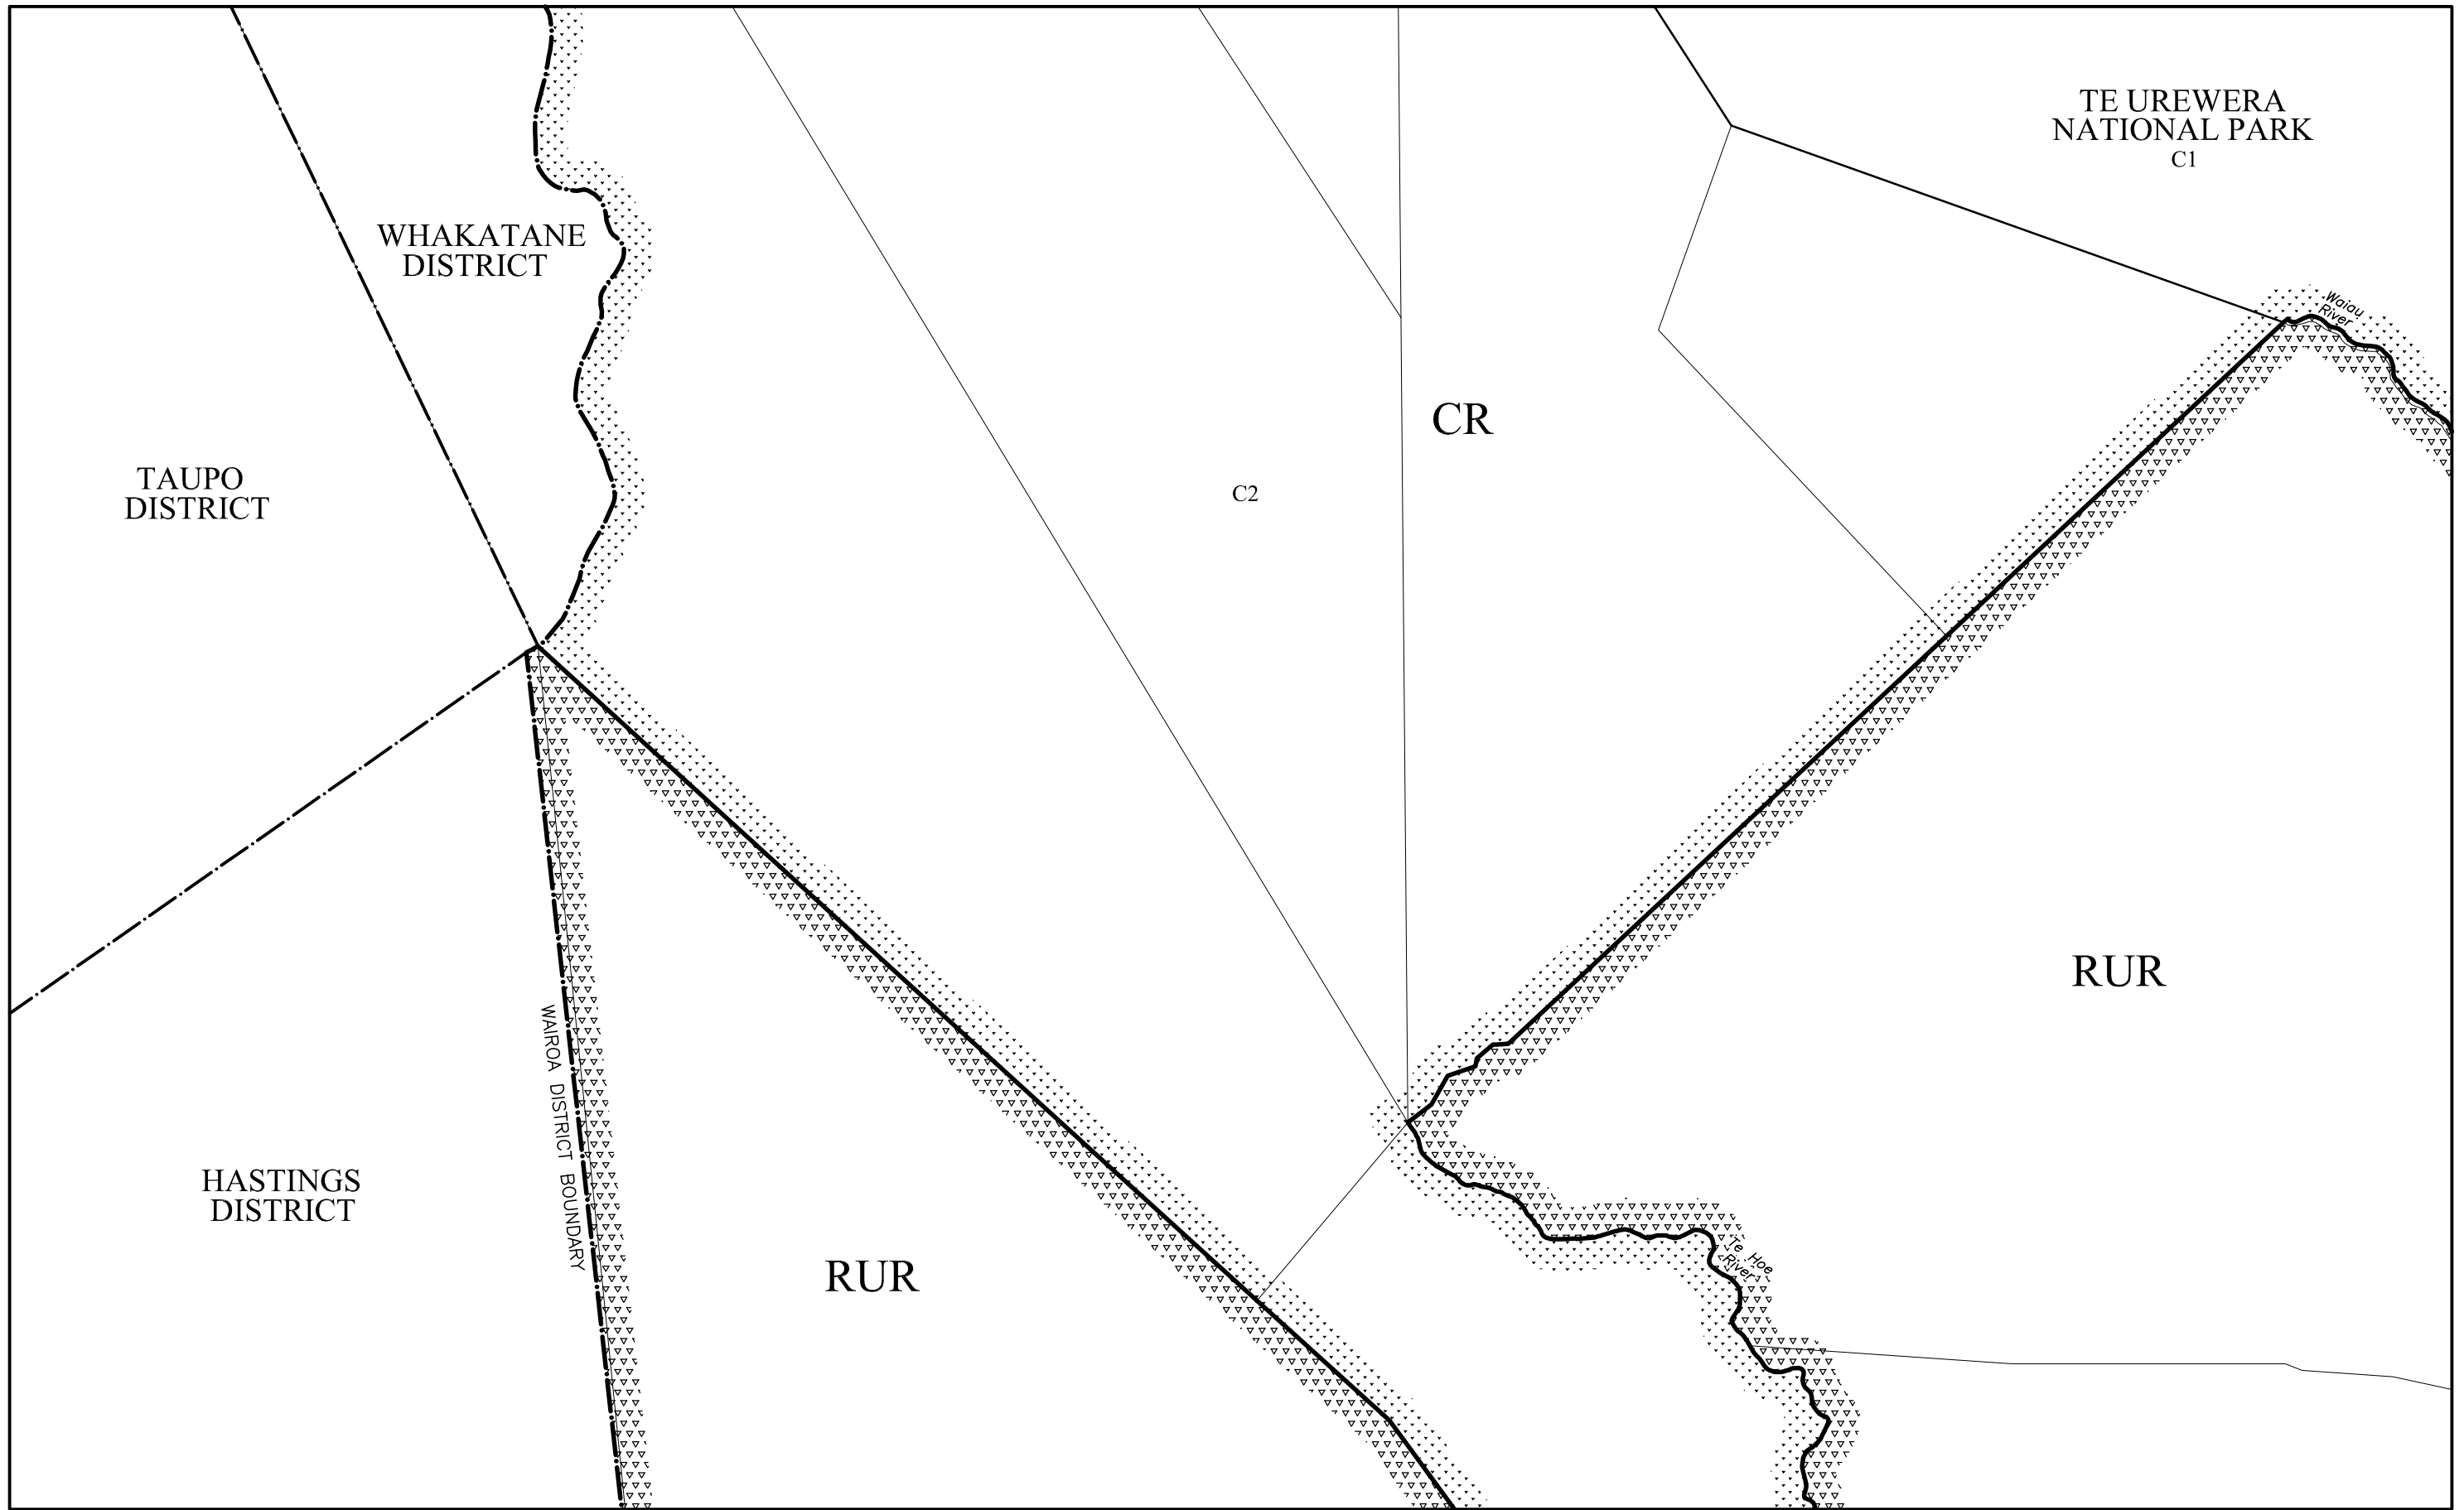 TE UREWERA
NATIONAL PARK
C1
WHAKATANE
DISTRICT
Waiau
River
CR
TAUPO
DISTRICT
C2
RUR
WAIROA DISTRICT BOUNDARY
HASTINGS
DISTRICT
RUR
Te Hoe
River